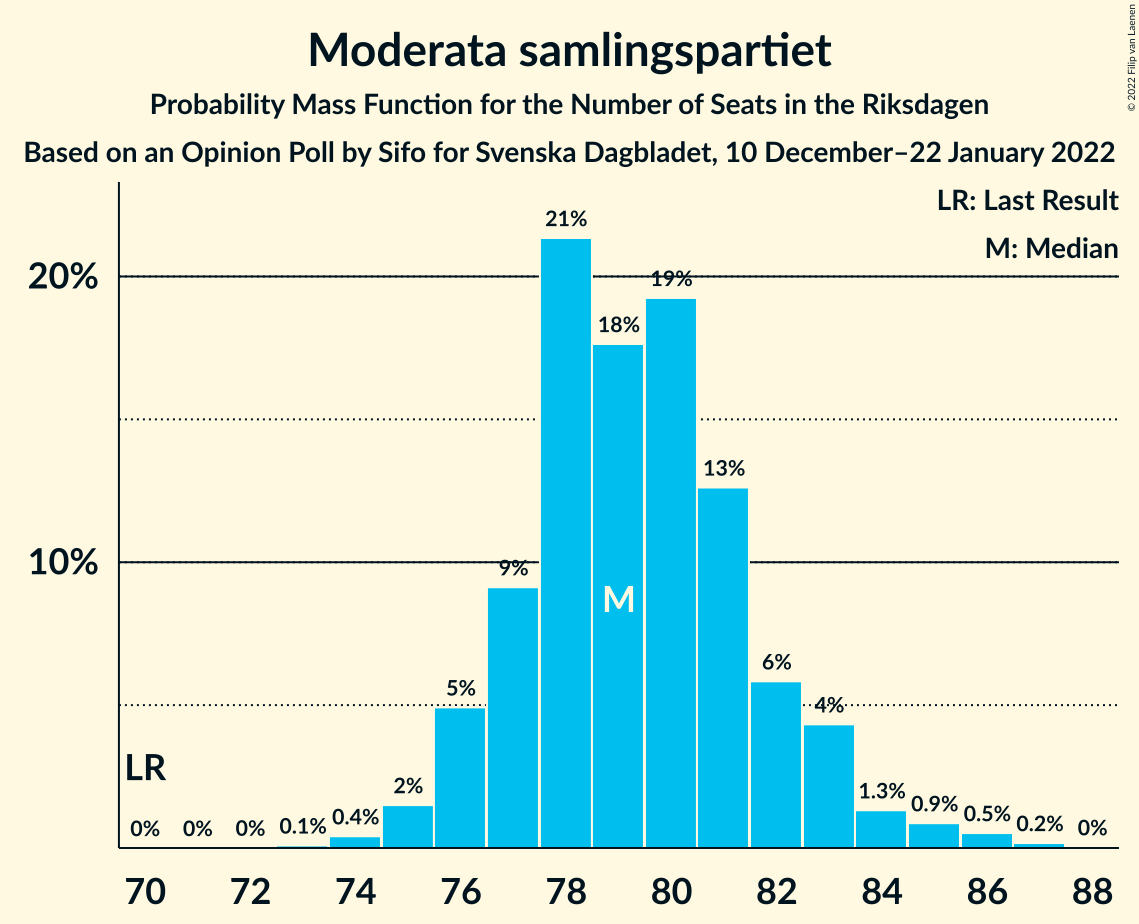 Moderata samlingspartiet
Probability Mass Function for the Number of Seats in the Riksdagen
Based on an Opinion Poll by Sifo for Svenska Dagbladet, 10 December–22 January 2022
© 2022 Filip van Laenen
LR: Last Result
M: Median
20%
10%
LR
M
0%
0%
0%
0.1%
0.4%
2%
5%
9%
21%
18%
19%
13%
6%
4%
1.3%
0.9%
0.5%
0.2%
0%
70 72 74 76 78 80 82 84 86 88